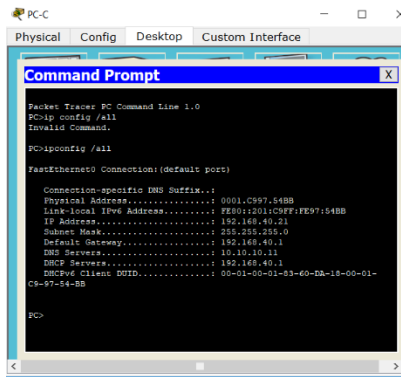 PC-C
Physical Config Desktop Custom Interface
Command Prompt X
Packet Tracer PC Command Line 1.0
PC>ip config /all
Invalid Command.
PC>ipconfig /all
FastEthernet0 Connection:(default port)
Connection-specific DNS Suffix..:
Physical Address................: 0001.C997.54BB
Link-local IPv6 Address.........: FE80::201:C9FF:FE97:54BB
IP Address......................: 192.168.40.21
Subnet Mask.....................: 255.255.255.0
Default Gateway.................: 192.168.40.1
DNS Servers.....................: 10.10.10.11
DHCP Servers....................: 192.168.40.1
DHCPv6 Client DUID..............: 00-01-00-01-83-60-DA-18-00-01-
C9-97-54-BB
PC>